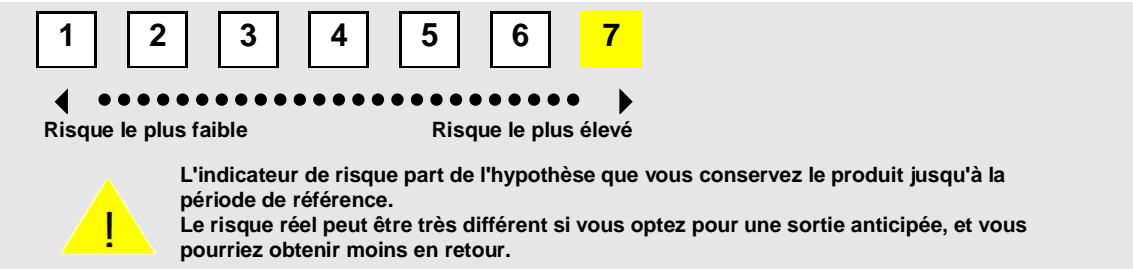 1 2 3 4 5 6 7
Risque le plus faible Risque le plus élevé
L'indicateur de risque part de l'hypothèse que vous conservez le produit jusqu'à la
période de référence.
Le risque réel peut être très différent si vous optez pour une sortie anticipée, et vous
pourriez obtenir moins en retour.
!